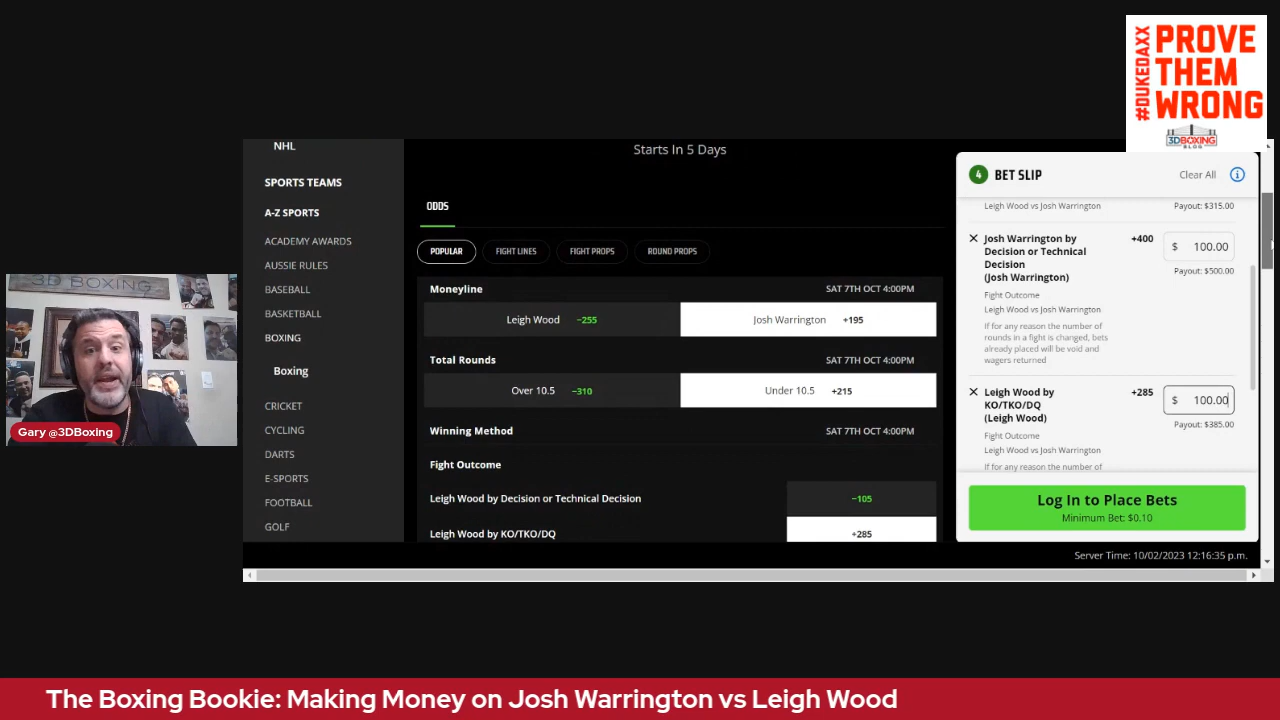 #DUKEDAXX
PROVE
THEM
WRONG
3DBOXING
BLOG
3D BOXING
Gary @3DBoxing
NHL
SPORTS TEAMS
A-Z SPORTS
ACADEMY AWARDS
AUSSIE RULES
BASEBALL
BASKETBALL
BOXING
Boxing
CRICKET
CYCLING
DARTS
E-SPORTS
FOOTBALL
GOLF
Starts In 5 Days
ODDS
POPULAR FIGHT LINES FIGHT PROPS ROUND PROPS
Moneyline SAT 7TH OCT 4:00PM
Leigh Wood −255 Josh Warrington +195
Total Rounds SAT 7TH OCT 4:00PM
Over 10.5 −310 Under 10.5 +215
Winning Method SAT 7TH OCT 4:00PM
Fight Outcome
Leigh Wood by Decision or Technical Decision −105
Leigh Wood by KO/TKO/DQ +285
4 BET SLIP Clear All
Leigh Wood vs Josh Warrington Payout: $315.00
Josh Warrington by +400 $ 100.00
Decision or Technical
Decision Payout: $500.00
(Josh Warrington)
Fight Outcome
Leigh Wood vs Josh Warrington
If for any reason the number of
rounds in a fight is changed, bets
already placed will be void and
wagers returned
Leigh Wood by +285 $ 100.00
KO/TKO/DQ
(Leigh Wood) Payout: $385.00
Fight Outcome
Leigh Wood vs Josh Warrington
If for any reason the number of
Log In to Place Bets
Minimum Bet: $0.10
Server Time: 10/02/2023 12:16:35 p.m.
The Boxing Bookie: Making Money on Josh Warrington vs Leigh Wood